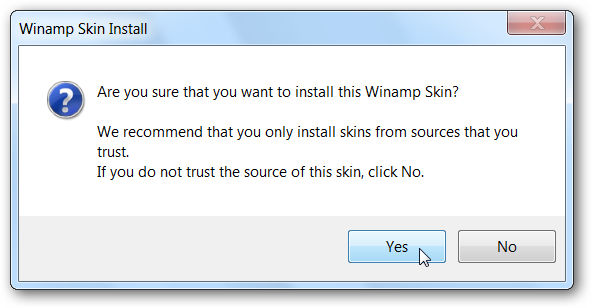 Winamp Skin Install
Are you sure that you want to install this Winamp Skin?
We recommend that you only install skins from sources that you
trust.
If you do not trust the source of this skin, click No.
Yes
No